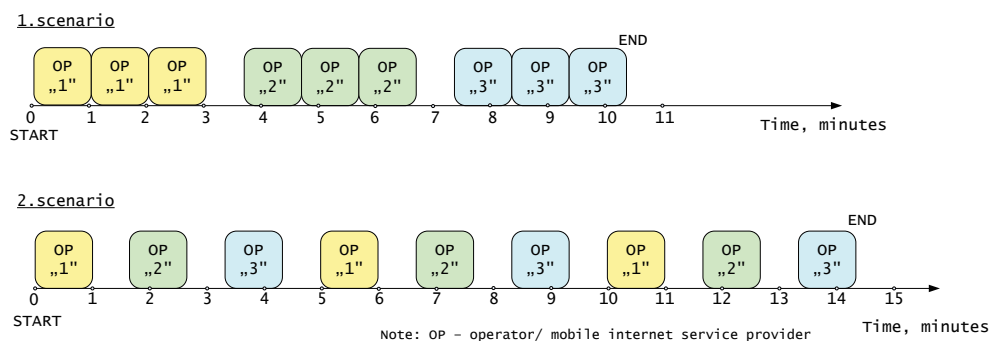 1.scenario
END
OP OP OP OP OP OP OP OP OP
„1" „1" „1" „2" „2" „2" „3" „3" „3"
0 1 2 3 4 5 6 7 8 9 10 11
START
Time, minutes
2.scenario
END
OP OP OP OP OP OP OP OP OP
„1" „2" „3" „1" „2" „3" „1" „2" „3"
0 1 2 3 4 5 6 7 8 9 10 11 12 13 14 15
START
Time, minutes
Note: OP – operator/ mobile internet service provider